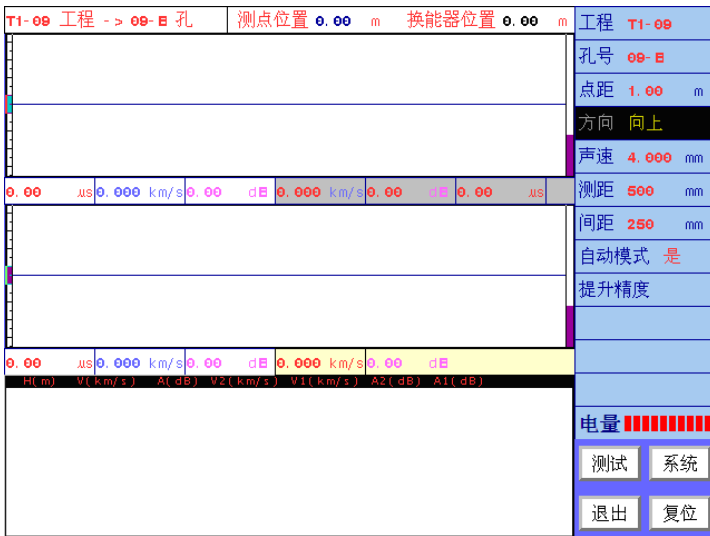 T1-09 工程 -> 09-E 孔 测点位置 0.00 m 换能器位置 0.00 m
0.00 us 0.000 km/s 0.00 dB 0.000 km/s 0.00 dB 0.00 us
0.00 us 0.000 km/s 0.00 dB 0.000 km/s 0.00 dB
H(m) V(km/s) A(dB) V2(km/s) V1(km/s) A2(dB) A1(dB)
工程 T1-09
孔号 09-E
点距 1.00 m
方向 向上
声速 4.000 mm
测距 500 mm
间距 250 mm
自动模式 是
提升精度
电量
测试 系统
退出 复位